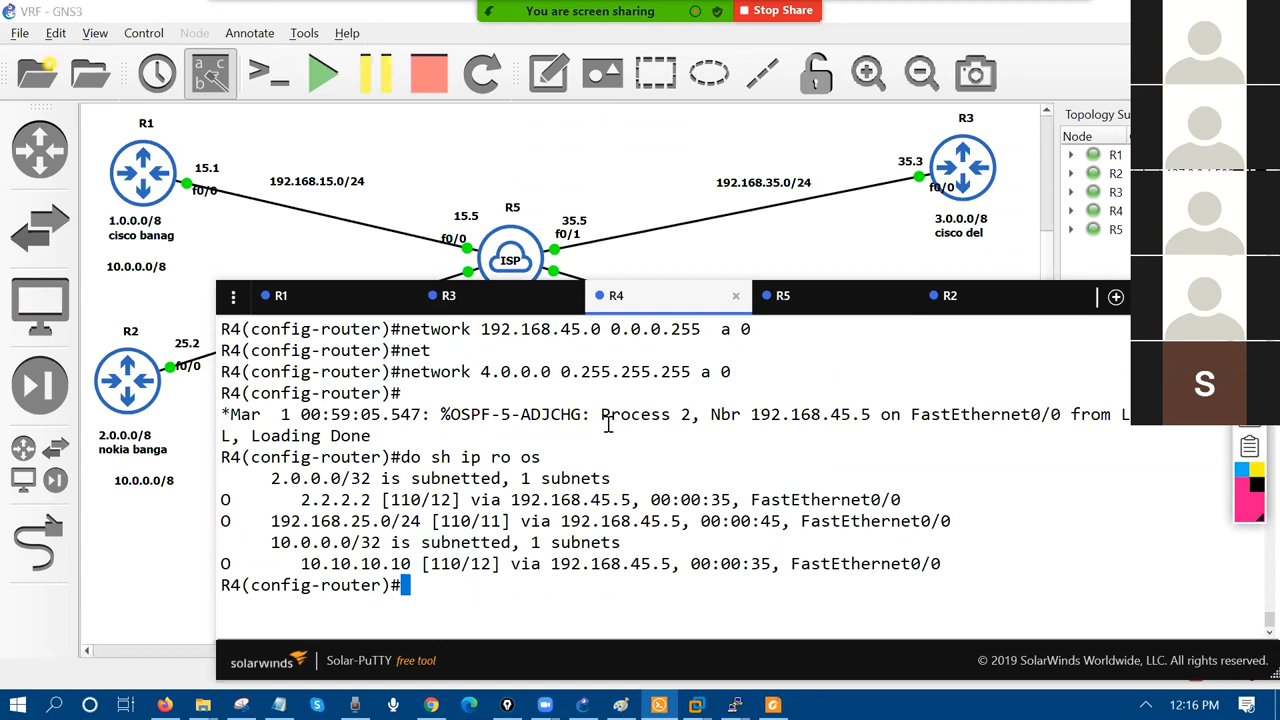 VRF - GNS3
You are screen sharing
Stop Share
File Edit View Control Node Annotate Tools Help
R1
15.1
f0/0
192.168.15.0/24
1.0.0.0/8
cisco banag
10.0.0.0/8
R5
15.5
f0/0
35.5
f0/1
ISP
192.168.35.0/24
R3
35.3
f0/0
3.0.0.0/8
cisco del
Node
R1
R2
R3
R4
R5
R2
25.2
f0/0
2.0.0.0/8
nokia banga
10.0.0.0/8
R1 R3 R4 × R5 R2
R4(config-router)#network 192.168.45.0 0.0.0.255  a 0
R4(config-router)#net
R4(config-router)#network 4.0.0.0 0.255.255.255 a 0
R4(config-router)#
*Mar  1 00:59:05.547: %OSPF-5-ADJCHG: Process 2, Nbr 192.168.45.5 on FastEthernet0/0 from L
L, Loading Done
R4(config-router)#do sh ip ro os
     2.0.0.0/32 is subnetted, 1 subnets
O       2.2.2.2 [110/12] via 192.168.45.5, 00:00:35, FastEthernet0/0
O    192.168.25.0/24 [110/11] via 192.168.45.5, 00:00:45, FastEthernet0/0
     10.0.0.0/32 is subnetted, 1 subnets
O       10.10.10.10 [110/12] via 192.168.45.5, 00:00:35, FastEthernet0/0
R4(config-router)#
S
solarwinds Solar-PuTTY free tool
© 2019 SolarWinds Worldwide, LLC. All rights reserved.
12:16 PM